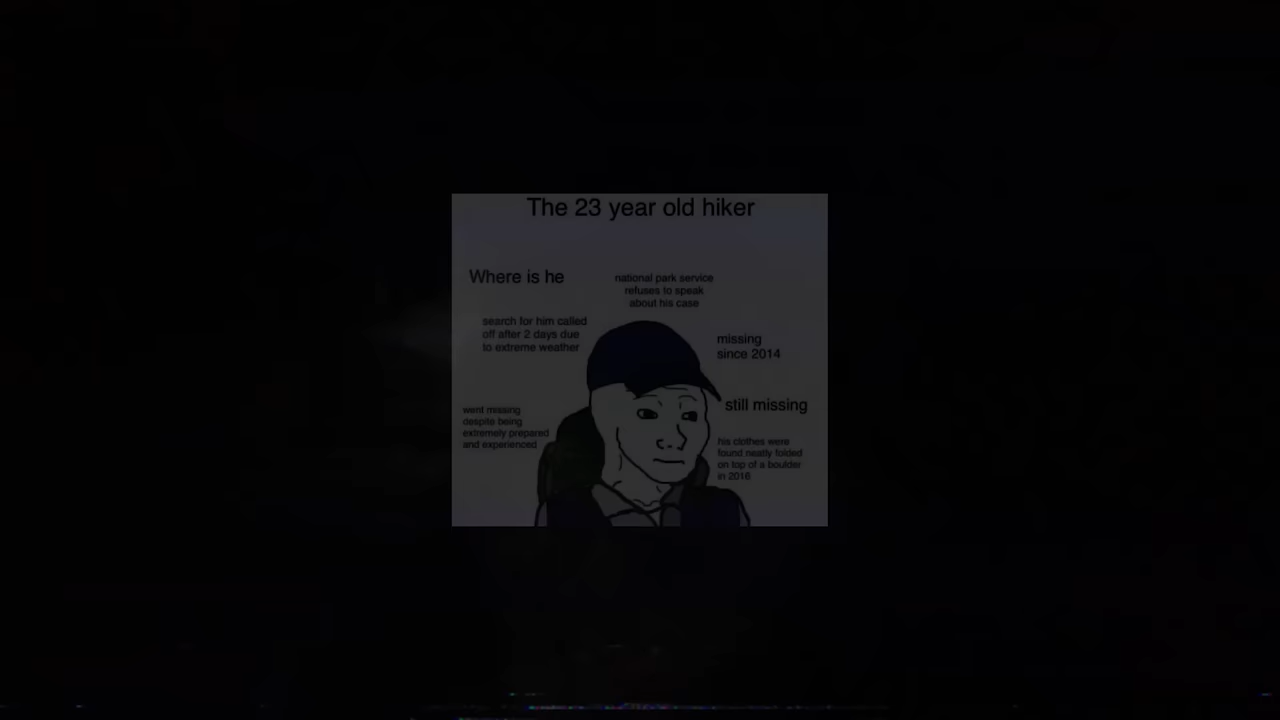 The 23 year old hiker
Where is he
national park service
refuses to speak
about his case
search for him called
off after 2 days due
to extreme weather
missing
since 2014
still missing
went missing
despite being
extremely prepared
and experienced
his clothes were
found neatly folded
on top of a boulder
in 2016